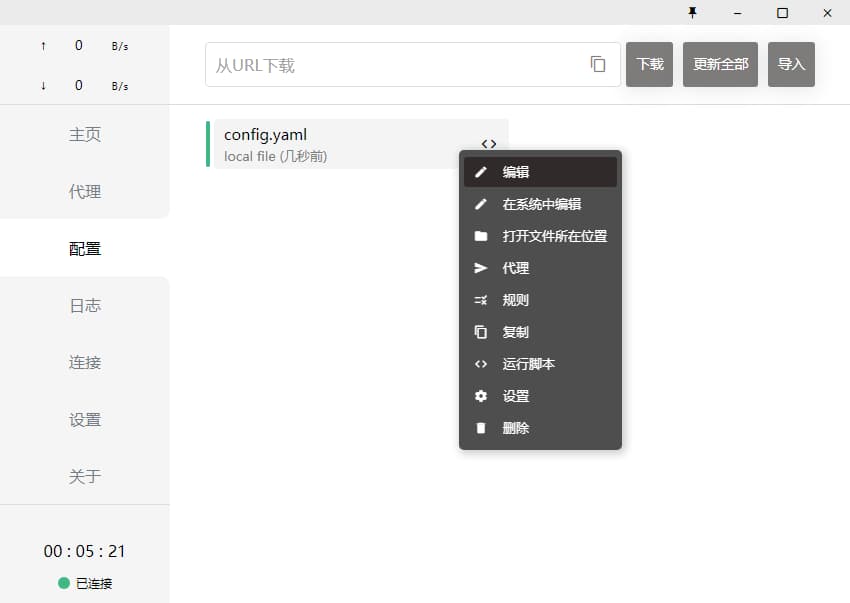 ↑ 0 B/s
↓ 0 B/s
从URL下载
下载
更新全部
导入
主页
代理
配置
日志
连接
设置
关于
00 : 05 : 21
已连接
config.yaml
local file (几秒前)
编辑
在系统中编辑
打开文件所在位置
代理
规则
复制
运行脚本
设置
删除